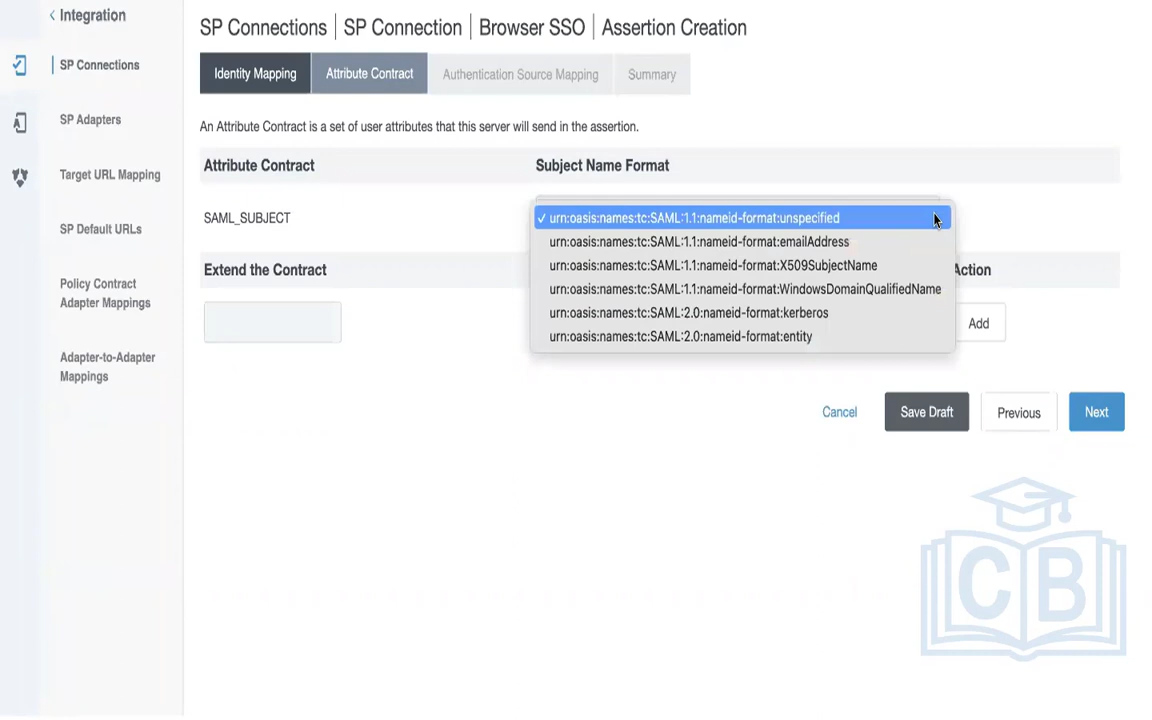 Integration
SP Connections
SP Adapters
Target URL Mapping
SP Default URLs
Policy Contract
Adapter Mappings
Adapter-to-Adapter
Mappings
SP Connections | SP Connection | Browser SSO | Assertion Creation
Identity Mapping
Attribute Contract
Authentication Source Mapping
Summary
An Attribute Contract is a set of user attributes that this server will send in the assertion.
Attribute Contract
Subject Name Format
SAML_SUBJECT
urn:oasis:names:tc:SAML:1.1:nameid-format:unspecified
urn:oasis:names:tc:SAML:1.1:nameid-format:emailAddress
urn:oasis:names:tc:SAML:1.1:nameid-format:X509SubjectName
urn:oasis:names:tc:SAML:1.1:nameid-format:WindowsDomainQualifiedName
urn:oasis:names:tc:SAML:2.0:nameid-format:kerberos
urn:oasis:names:tc:SAML:2.0:nameid-format:entity
Extend the Contract
Action
Add
Cancel
Save Draft
Previous
Next
CB